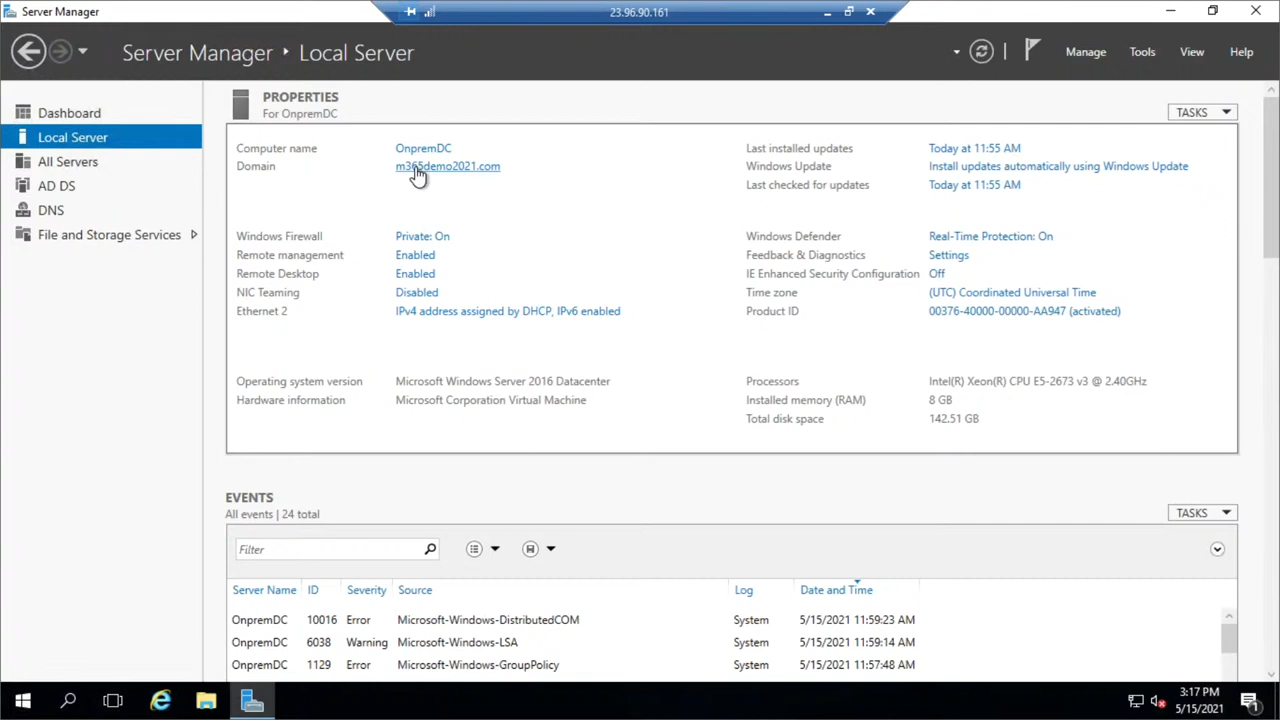 Server Manager
23.96.90.161
Server Manager ‣ Local Server
Manage Tools View Help
Dashboard
Local Server
All Servers
AD DS
DNS
File and Storage Services
PROPERTIES
For OnpremDC
TASKS
Computer name OnpremDC
Domain m365demo2021.com
Last installed updates Today at 11:55 AM
Windows Update Install updates automatically using Windows Update
Last checked for updates Today at 11:55 AM
Windows Firewall Private: On
Remote management Enabled
Remote Desktop Enabled
NIC Teaming Disabled
Ethernet 2 IPv4 address assigned by DHCP, IPv6 enabled
Windows Defender Real-Time Protection: On
Feedback & Diagnostics Settings
IE Enhanced Security Configuration Off
Time zone (UTC) Coordinated Universal Time
Product ID 00376-40000-00000-AA947 (activated)
Operating system version Microsoft Windows Server 2016 Datacenter
Hardware information Microsoft Corporation Virtual Machine
Processors Intel(R) Xeon(R) CPU E5-2673 v3 @ 2.40GHz
Installed memory (RAM) 8 GB
Total disk space 142.51 GB
EVENTS
All events | 24 total
TASKS
Filter
Server Name ID Severity Source Log Date and Time
OnpremDC 10016 Error Microsoft-Windows-DistributedCOM System 5/15/2021 11:59:23 AM
OnpremDC 6038 Warning Microsoft-Windows-LSA System 5/15/2021 11:59:14 AM
OnpremDC 1129 Error Microsoft-Windows-GroupPolicy System 5/15/2021 11:57:48 AM
3:17 PM
5/15/2021
1